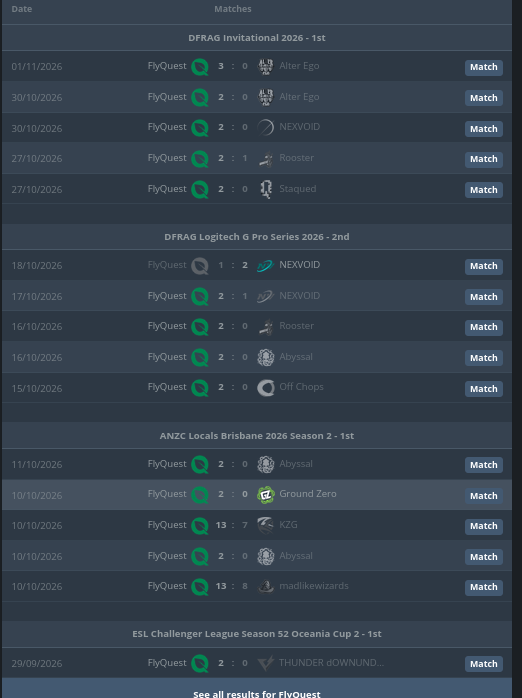 Date Matches
DFRAG Invitational 2026 - 1st
01/11/2026 FlyQuest 3 : 0 Alter Ego Match
30/10/2026 FlyQuest 2 : 0 Alter Ego Match
30/10/2026 FlyQuest 2 : 0 NEXVOID Match
27/10/2026 FlyQuest 2 : 1 Rooster Match
27/10/2026 FlyQuest 2 : 0 Staqued Match
DFRAG Logitech G Pro Series 2026 - 2nd
18/10/2026 FlyQuest 1 : 2 NEXVOID Match
17/10/2026 FlyQuest 2 : 1 NEXVOID Match
16/10/2026 FlyQuest 2 : 0 Rooster Match
16/10/2026 FlyQuest 2 : 0 Abyssal Match
15/10/2026 FlyQuest 2 : 0 Off Chops Match
ANZC Locals Brisbane 2026 Season 2 - 1st
11/10/2026 FlyQuest 2 : 0 Abyssal Match
10/10/2026 FlyQuest 2 : 0 GZ Ground Zero Match
10/10/2026 FlyQuest 13 : 7 KZG Match
10/10/2026 FlyQuest 2 : 0 Abyssal Match
10/10/2026 FlyQuest 13 : 8 madlikewizards Match
ESL Challenger League Season 52 Oceania Cup 2 - 1st
29/09/2026 FlyQuest 2 : 0 THUNDER dOWNUND... Match
See all results for FlyQuest